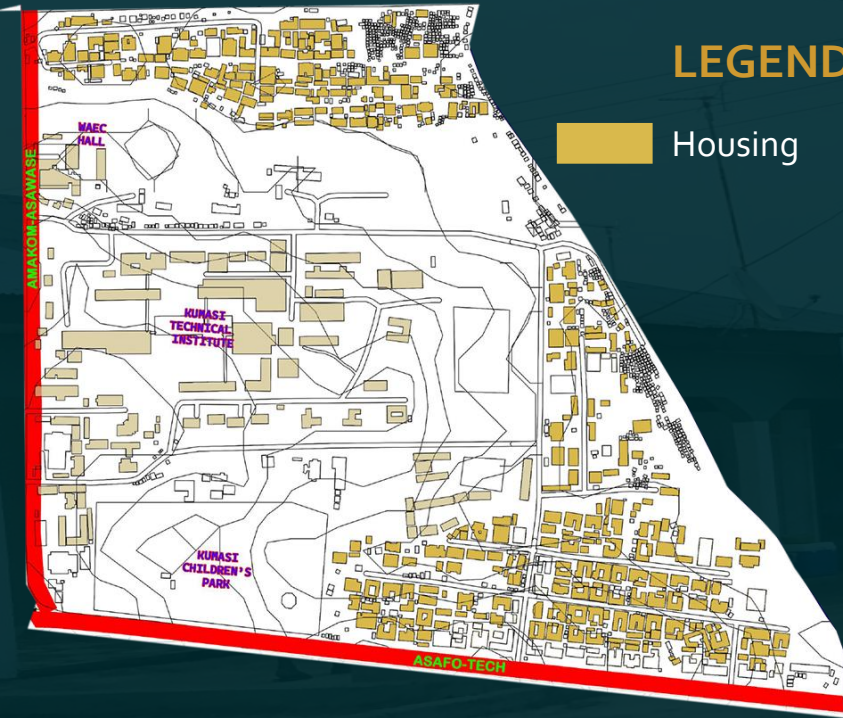 LEGEND
Housing
WAEC
HALL
AMAKOM-ASAWASE
KUMASI
TECHNICAL
INSTITUTE
KUMASI
CHILDREN'S
PARK
ASAFO-TECH